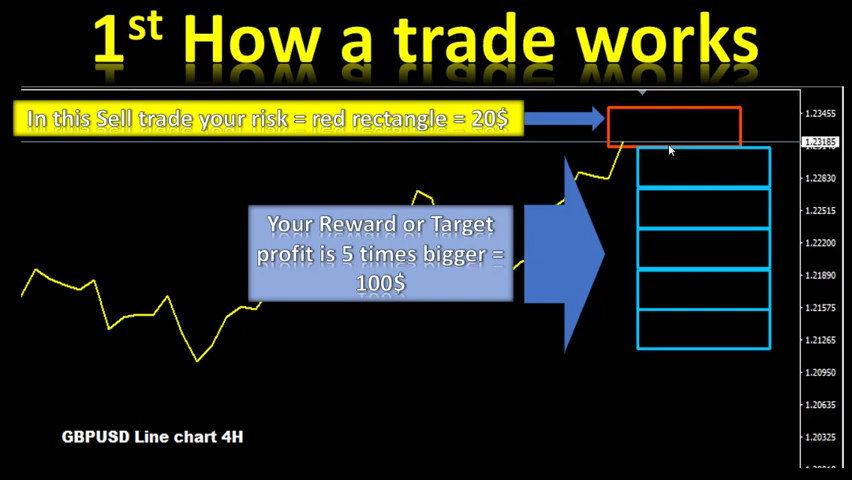 1st How a trade works
In this Sell trade your risk = red rectangle = 20$
1.23455
1.23185
1.22830
Your Reward or Target
profit is 5 times bigger =
100$
1.22515
1.22200
1.21890
1.21575
1.21265
1.20950
1.20635
GBPUSD Line chart 4H
1.20325